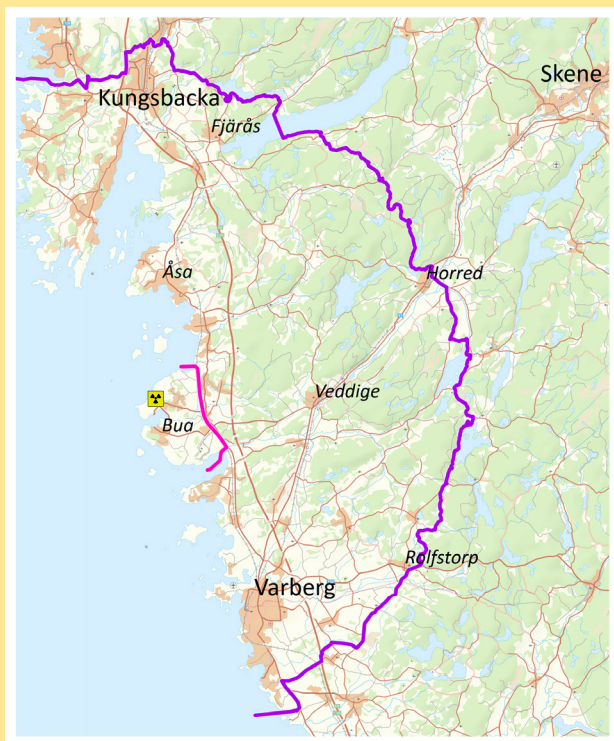 Skene
Kungsbacka
Fjärås
Åsa
Horred
Veddige
Bua
Rolfstorp
Varberg